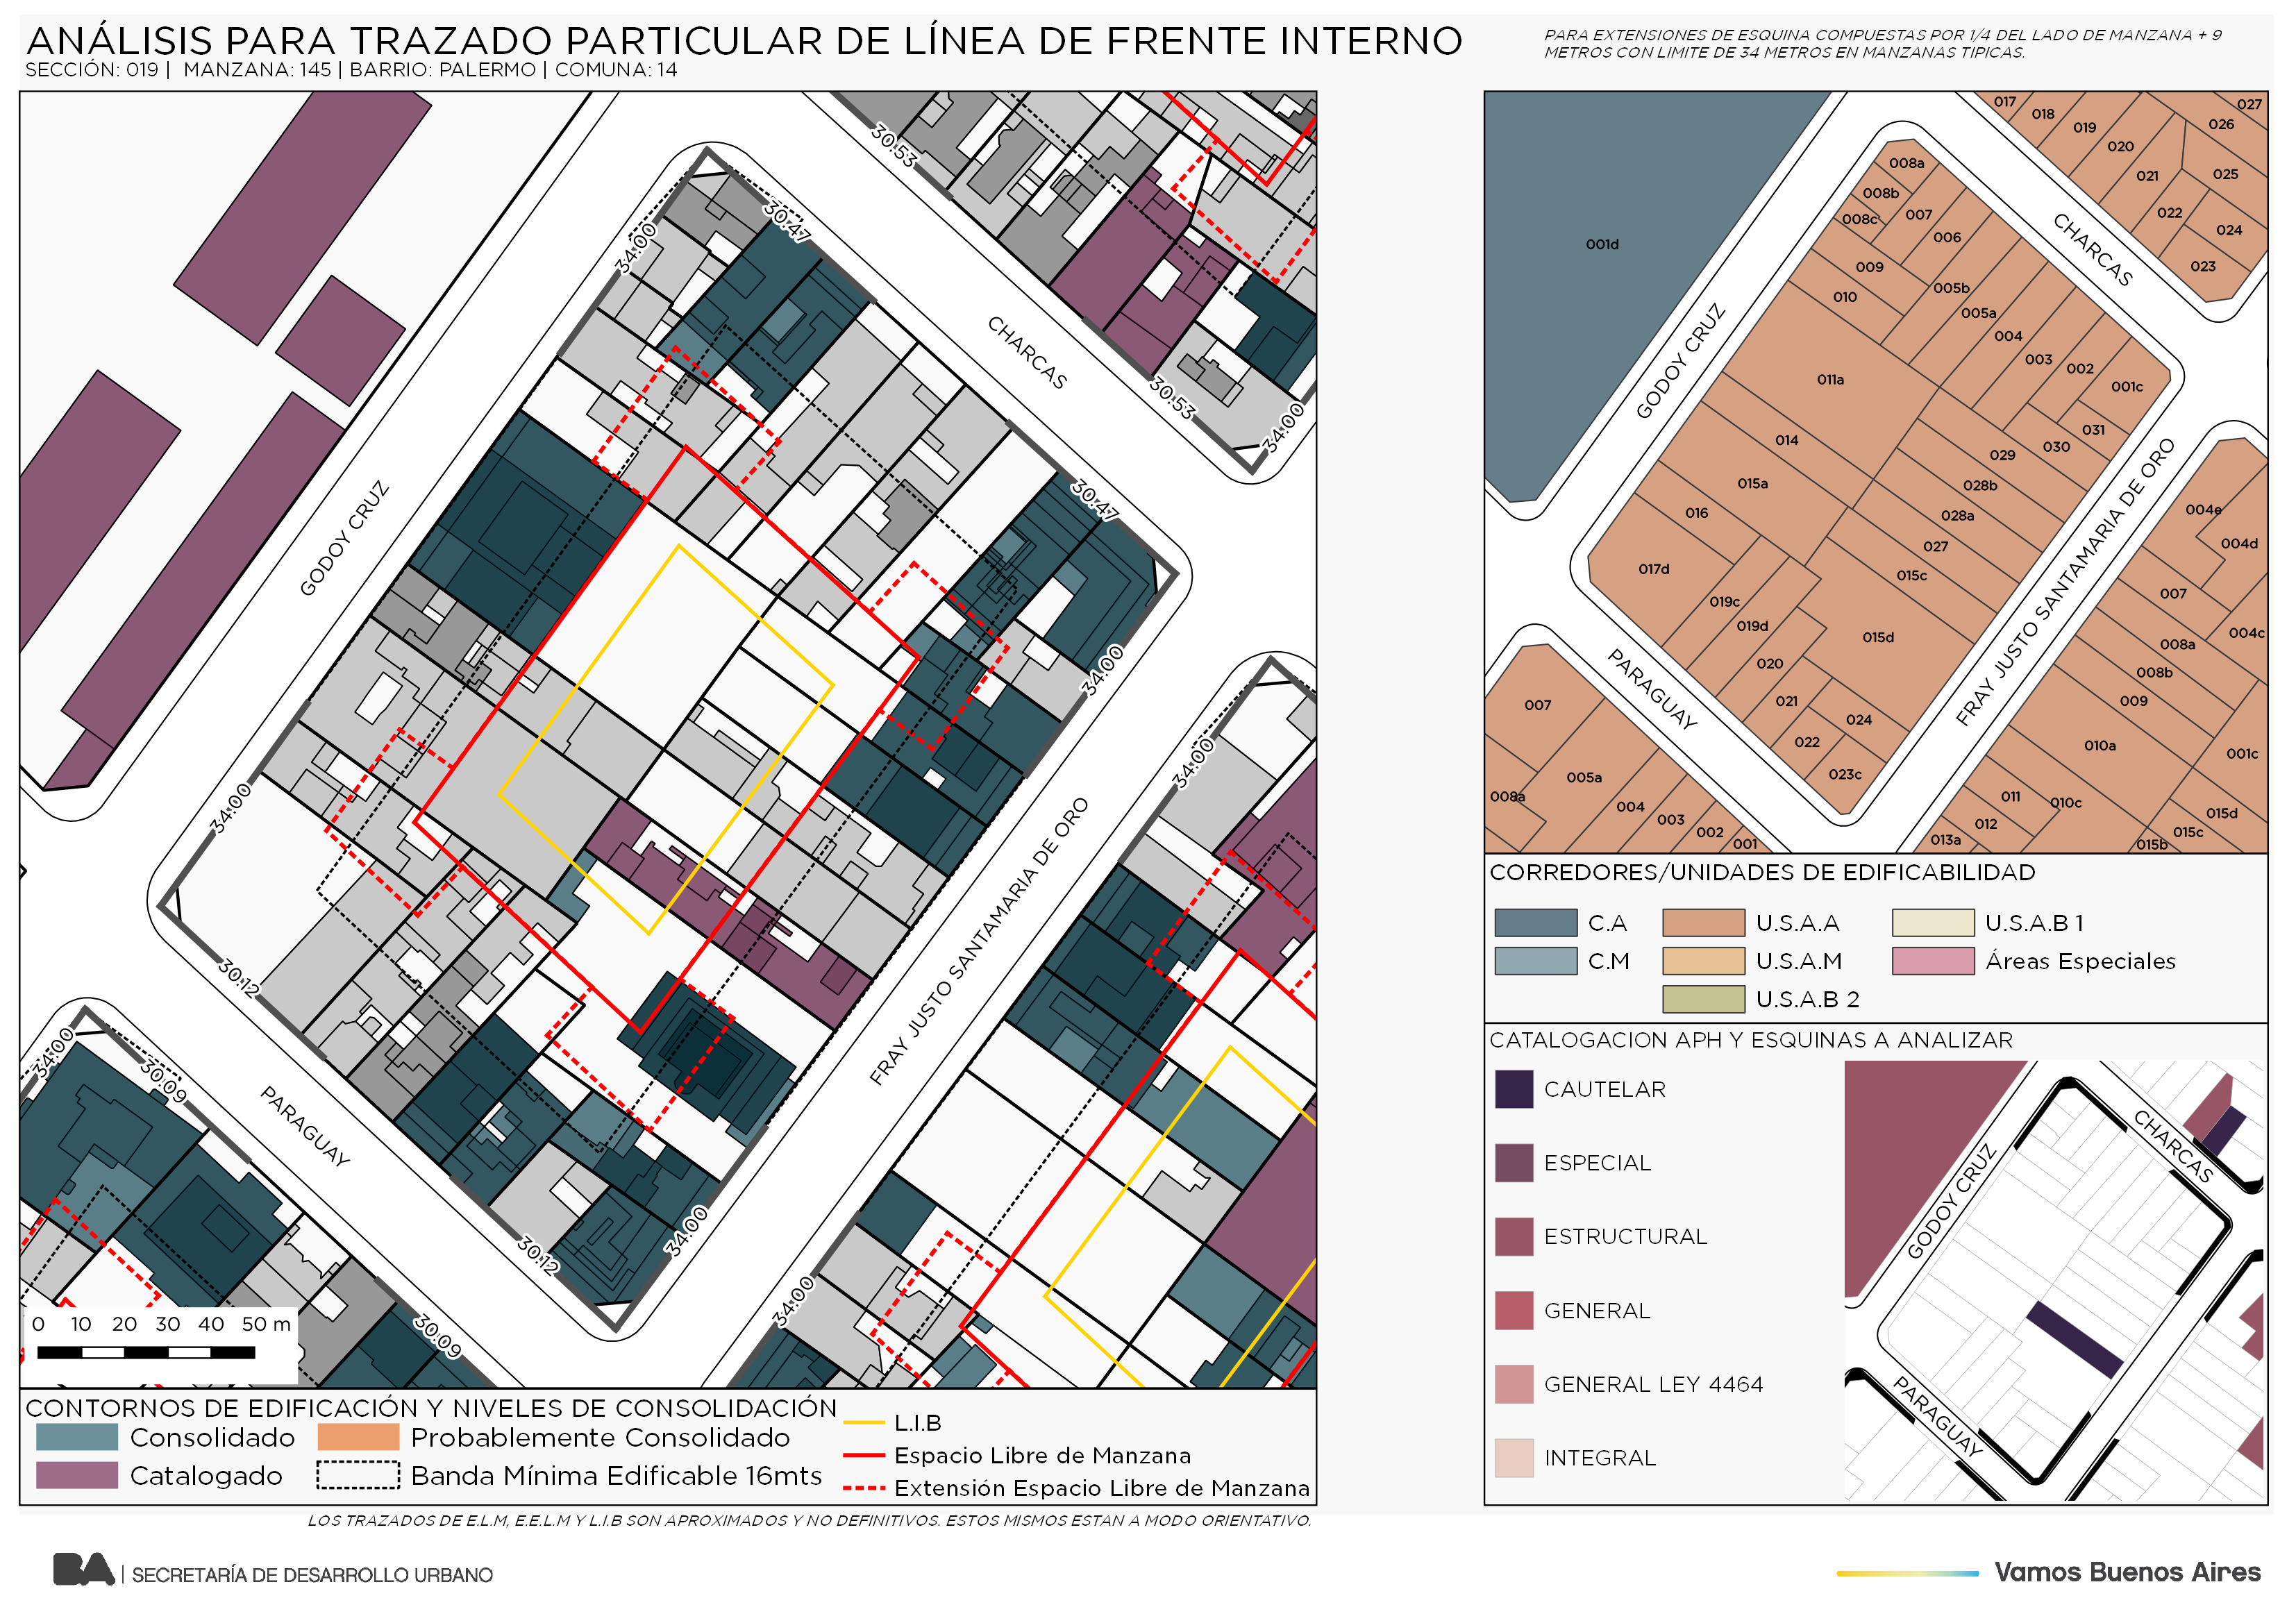 ANÁLISIS PARA TRAZADO PARTICULAR DE LÍNEA DE FRENTE INTERNO
SECCIÓN: 019 | MANZANA: 145 | BARRIO: PALERMO | COMUNA: 14
PARA EXTENSIONES DE ESQUINA COMPUESTAS POR 1/4 DEL LADO DE MANZANA + 9
METROS CON LIMITE DE 34 METROS EN MANZANAS TIPICAS.
30.53
30.47
34.00
CHARCAS
30.53
34.00
30.47
GODOY CRUZ
34.00
34.00
34.00
FRAY JUSTO SANTAMARIA DE ORO
30.12
34.00
30.09
PARAGUAY
34.00
30.12
34.00
30.09
0 10 20 30 40 50 m
CONTORNOS DE EDIFICACIÓN Y NIVELES DE CONSOLIDACIÓN
Consolidado
Probablemente Consolidado
Catalogado
Banda Mínima Edificable 16mts
L.I.B
Espacio Libre de Manzana
Extensión Espacio Libre de Manzana
LOS TRAZADOS DE E.L.M, E.E.L.M Y L.I.B SON APROXIMADOS Y NO DEFINITIVOS. ESTOS MISMOS ESTAN A MODO ORIENTATIVO.
017
018
019
020
021
022
023
024
025
026
027
001d
008a
008b
008c
007
006
009
010
005b
005a
004
003
002
001c
031
030
029
028b
028a
027
011a
014
015a
016
017d
015c
015d
019c
019d
020
021
022
024
023c
CHARCAS
GODOY CRUZ
FRAY JUSTO SANTAMARIA DE ORO
PARAGUAY
004e
004d
007
004c
008a
008b
009
010a
001c
011
010c
012
013a
015d
015c
015b
007
005a
008a
004
003
002
001
CORREDORES/UNIDADES DE EDIFICABILIDAD
C.A
U.S.A.A
U.S.A.B 1
C.M
U.S.A.M
Áreas Especiales
U.S.A.B 2
CATALOGACION APH Y ESQUINAS A ANALIZAR
CAUTELAR
ESPECIAL
ESTRUCTURAL
GENERAL
GENERAL LEY 4464
INTEGRAL
CHARCAS
GODOY CRUZ
PARAGUAY
BA | SECRETARÍA DE DESARROLLO URBANO
Vamos Buenos Aires